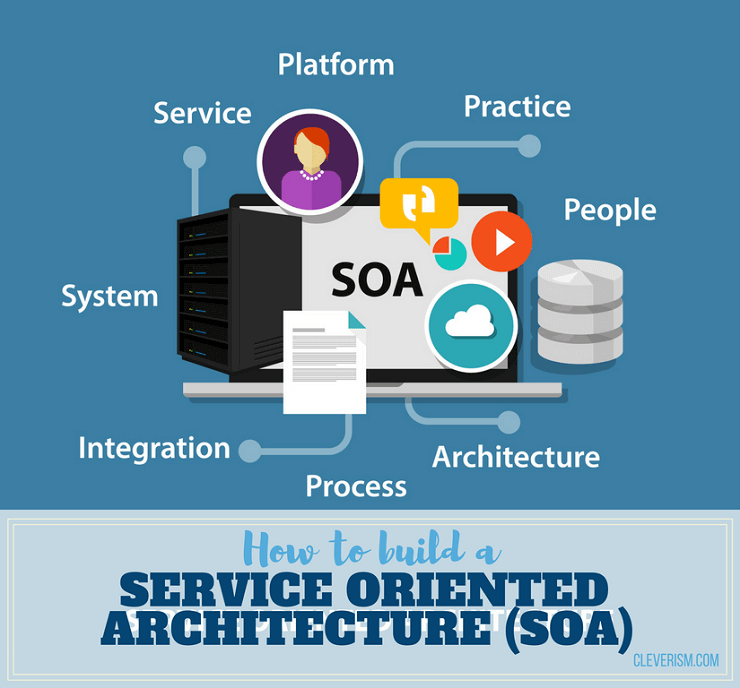 Platform
Service
Practice
People
SOA
System
Integration
Architecture
Process
How to build a
SERVICE ORIENTED
ARCHITECTURE (SOA)
CLEVERISM.COM